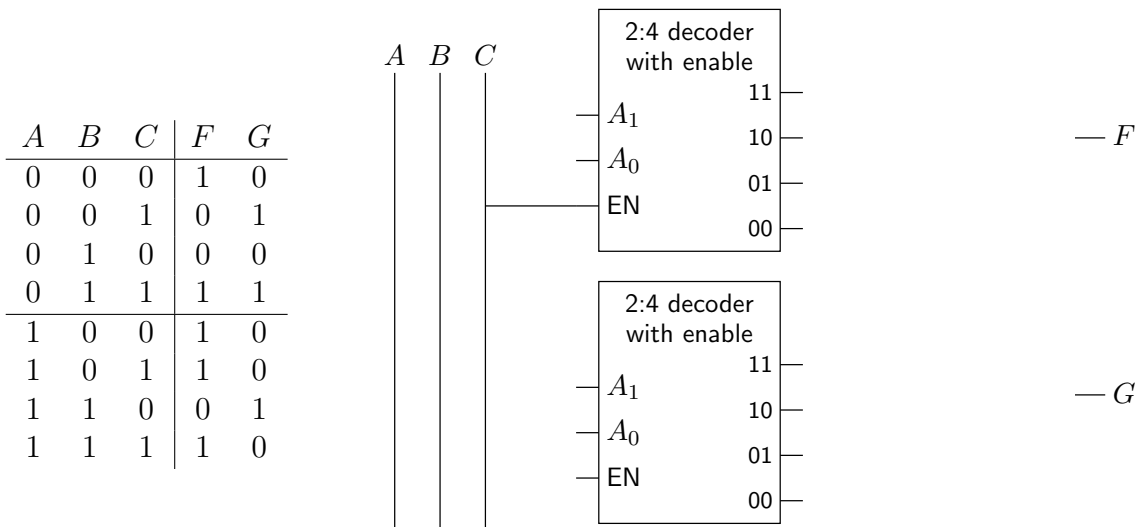 A B C F G
0 0 0 1 0
0 0 1 0 1
0 1 0 0 0
0 1 1 1 1
1 0 0 1 0
1 0 1 1 0
1 1 0 0 1
1 1 1 1 0
A B C
2:4 decoder
with enable
A₁
A₀
EN
11
10
01
00
F
2:4 decoder
with enable
A₁
A₀
EN
11
10
01
00
G